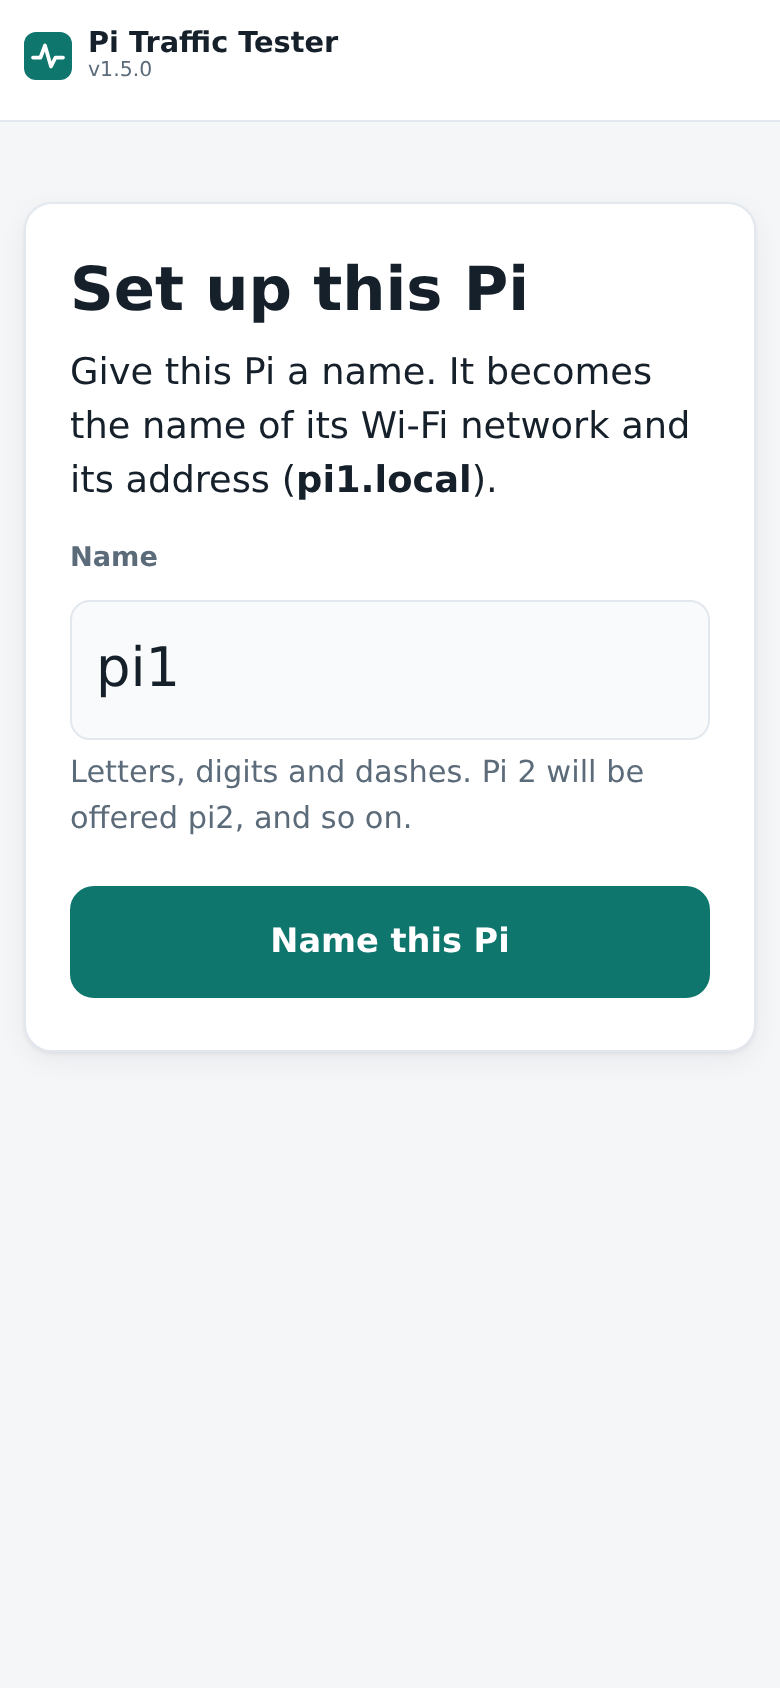 Pi Traffic Tester
v1.5.0
Set up this Pi
Give this Pi a name. It becomes
the name of its Wi-Fi network and
its address (pi1.local).
Name
pi1
Letters, digits and dashes. Pi 2 will be
offered pi2, and so on.
Name this Pi